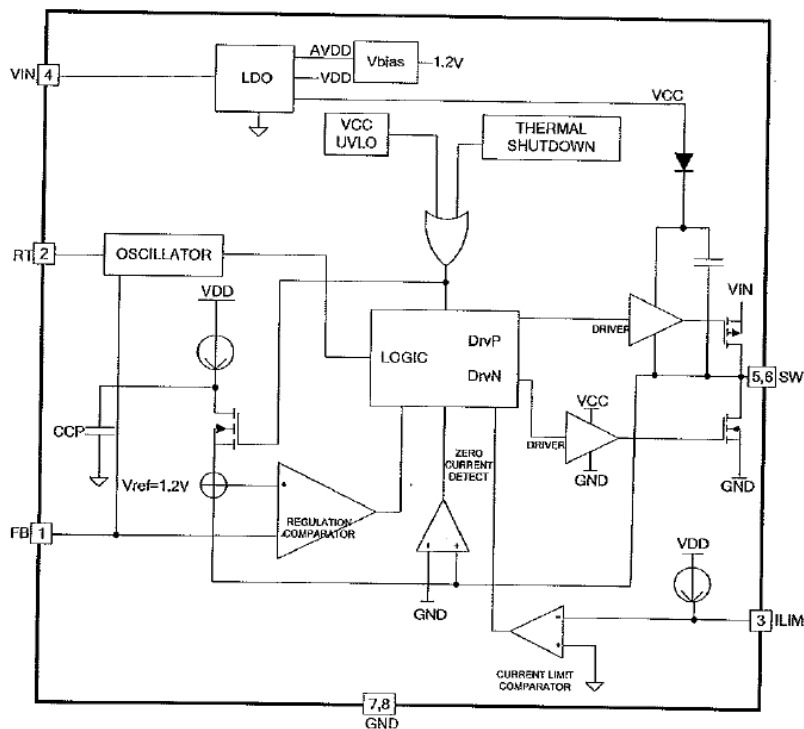 AVDD
Vbias
1.2V
VIN 4
LDO
VDD
VCC
VCC
UVLO
THERMAL
SHUTDOWN
RT 2
OSCILLATOR
VDD
VIN
DrvP
DRIVER
LOGIC
DrvN
5,6 SW
CCP
VCC
ZERO
CURRENT
DETECT
DRIVER
GND
GND
Vref=1.2V
REGULATION
COMPARATOR
FB 1
VDD
GND
3 ILIM
CURRENT LIMIT
COMPARATOR
7,8
GND